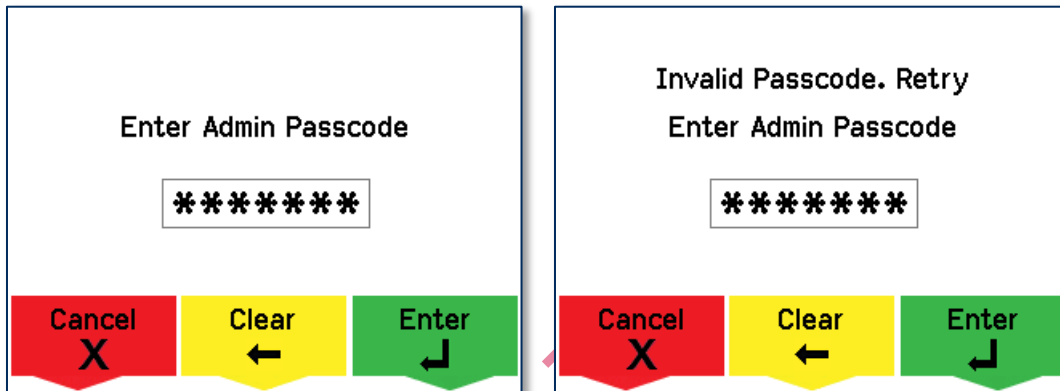 Enter Admin Passcode
*******
Cancel Clear Enter
X
Invalid Passcode. Retry
Enter Admin Passcode
*******
Cancel Clear Enter
X